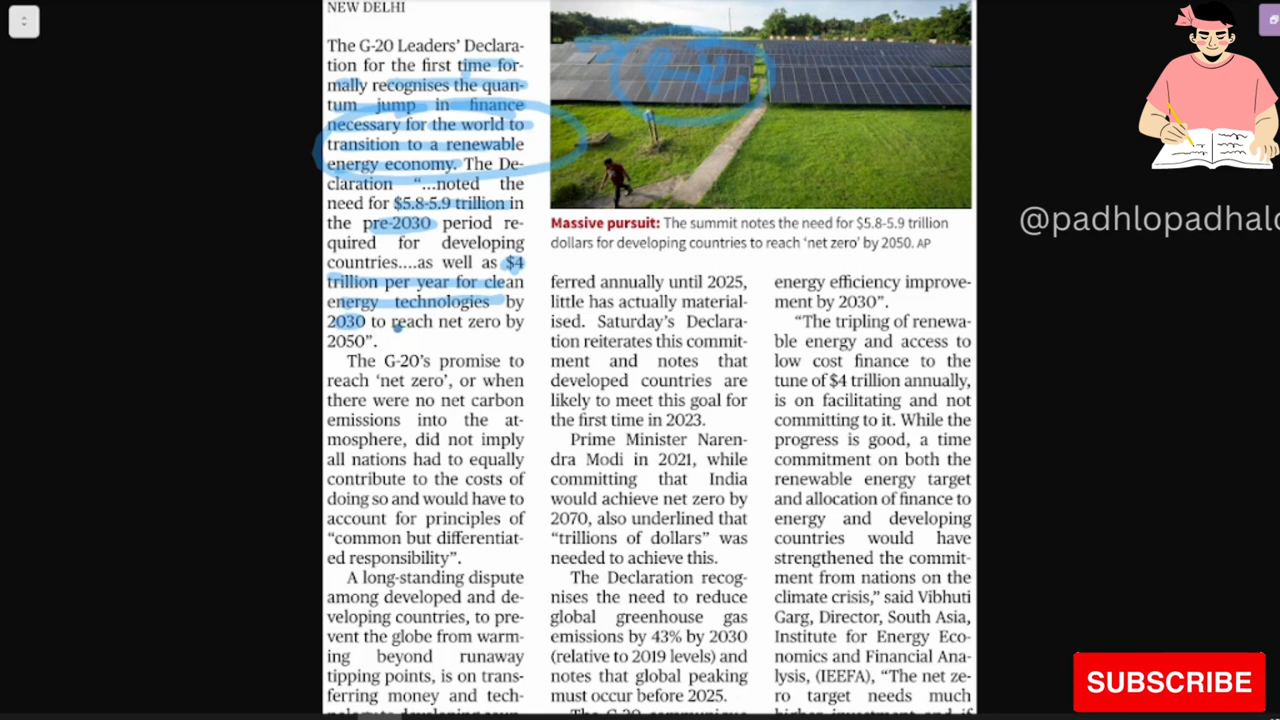 NEW DELHI
The G-20 Leaders’ Declara-
tion for the first time for-
mally recognises the quan-
tum jump in finance
necessary for the world to
transition to a renewable
energy economy. The De-
claration “...noted the
need for $5.8-5.9 trillion in
the pre-2030 period re-
quired for developing
countries....as well as $4
trillion per year for clean
energy technologies by
2030 to reach net zero by
2050”.
The G-20’s promise to
reach ‘net zero’, or when
there were no net carbon
emissions into the at-
mosphere, did not imply
all nations had to equally
contribute to the costs of
doing so and would have to
account for principles of
“common but differentiat-
ed responsibility”.
A long-standing dispute
among developed and de-
veloping countries, to pre-
vent the globe from warm-
ing beyond runaway
tipping points, is on trans-
ferring money and tech-
RE
Massive pursuit: The summit notes the need for $5.8-5.9 trillion
dollars for developing countries to reach ‘net zero’ by 2050. AP
ferred annually until 2025,
little has actually material-
ised. Saturday’s Declara-
tion reiterates this commit-
ment and notes that
developed countries are
likely to meet this goal for
the first time in 2023.
Prime Minister Naren-
dra Modi in 2021, while
committing that India
would achieve net zero by
2070, also underlined that
“trillions of dollars” was
needed to achieve this.
The Declaration recog-
nises the need to reduce
global greenhouse gas
emissions by 43% by 2030
(relative to 2019 levels) and
notes that global peaking
must occur before 2025.
energy efficiency improve-
ment by 2030”.
“The tripling of renewa-
ble energy and access to
low cost finance to the
tune of $4 trillion annually,
is on facilitating and not
committing to it. While the
progress is good, a time
commitment on both the
renewable energy target
and allocation of finance to
energy and developing
countries would have
strengthened the commit-
ment from nations on the
climate crisis,” said Vibhuti
Garg, Director, South Asia,
Institute for Energy Eco-
nomics and Financial Ana-
lysis, (IEEFA), “The net ze-
ro target needs much
@padhlopadhalo
SUBSCRIBE